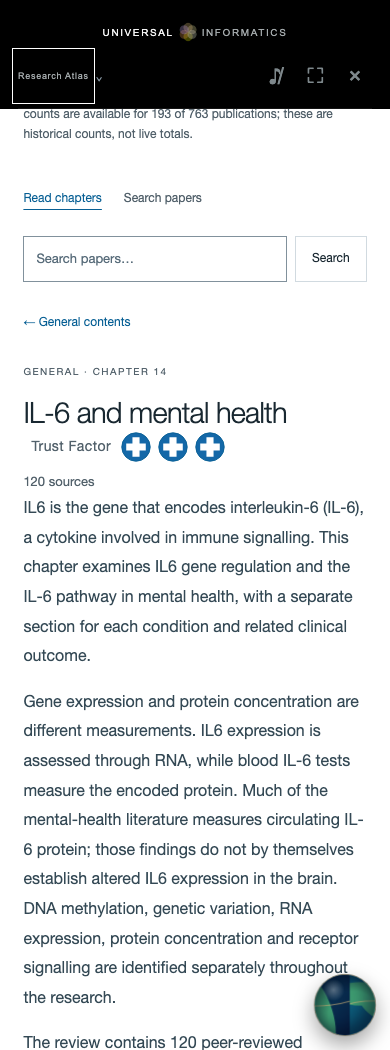 UNIVERSAL INFORMATICS
Research Atlas
counts are available for 193 of 763 publications; these are
historical counts, not live totals.
Read chapters Search papers
Search papers... Search
← General contents
GENERAL · CHAPTER 14
IL-6 and mental health
Trust Factor
120 sources
IL6 is the gene that encodes interleukin-6 (IL-6),
a cytokine involved in immune signalling. This
chapter examines IL6 gene regulation and the
IL-6 pathway in mental health, with a separate
section for each condition and related clinical
outcome.
Gene expression and protein concentration are
different measurements. IL6 expression is
assessed through RNA, while blood IL-6 tests
measure the encoded protein. Much of the
mental-health literature measures circulating IL-
6 protein; those findings do not by themselves
establish altered IL6 expression in the brain.
DNA methylation, genetic variation, RNA
expression, protein concentration and receptor
signalling are identified separately throughout
the research.
The review contains 120 peer-reviewed